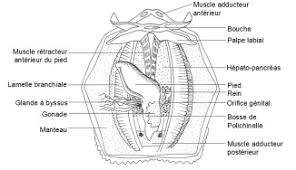 Muscle adducteur
antérieur
Bouche
Palpe labial
Muscle rétracteur
antérieur du pied
Hépato-pancréas
Lamelle branchiale
Pied
Rein
Glande à byssus
Orifice génital
Gonade
Bosse de
Polichinelle
Manteau
Muscle adducteur
postérieur